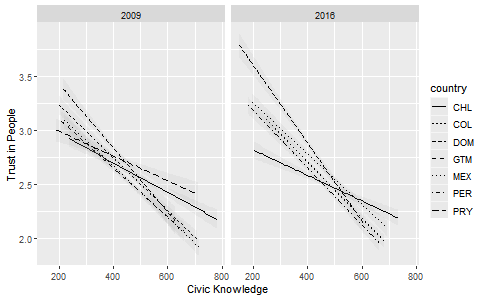 2009 2016
Trust in People
3.5
3.0
2.5
2.0
200 400 600 800 200 400 600 800
Civic Knowledge
country
CHL
COL
DOM
GTM
MEX
PER
PRY